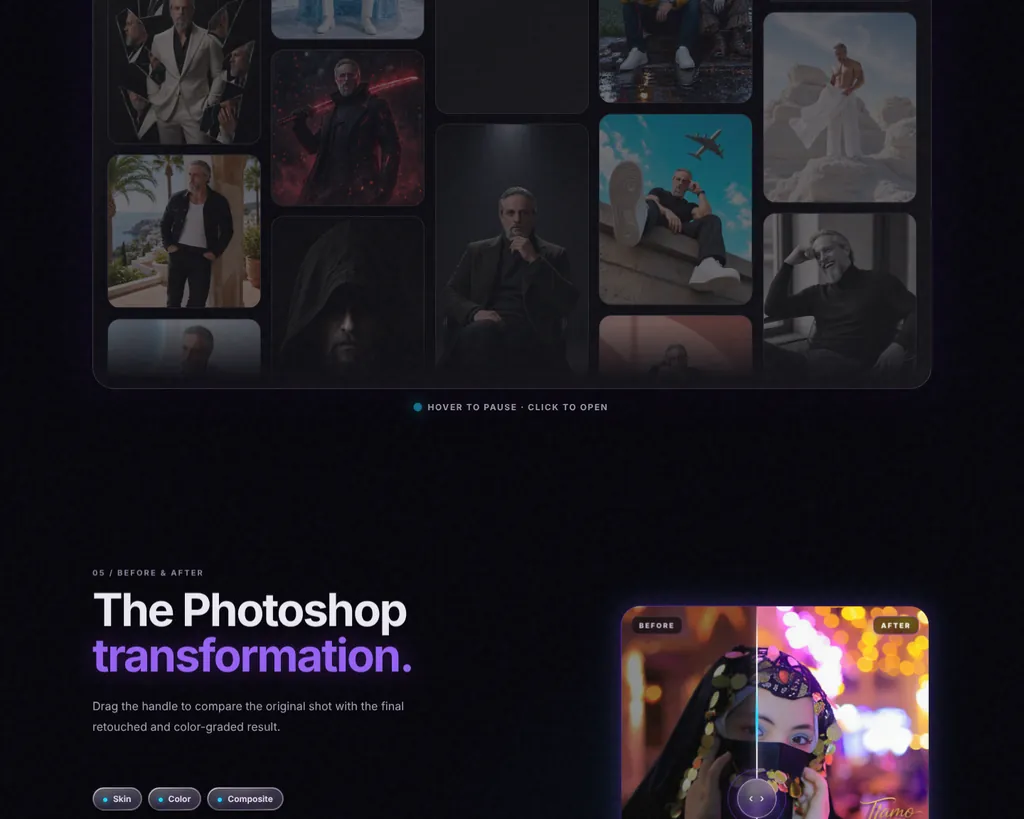 HOVER TO PAUSE · CLICK TO OPEN
05 / BEFORE & AFTER
The Photoshop
transformation.
Drag the handle to compare the original shot with the final
retouched and color-graded result.
Skin
Color
Composite
BEFORE
AFTER